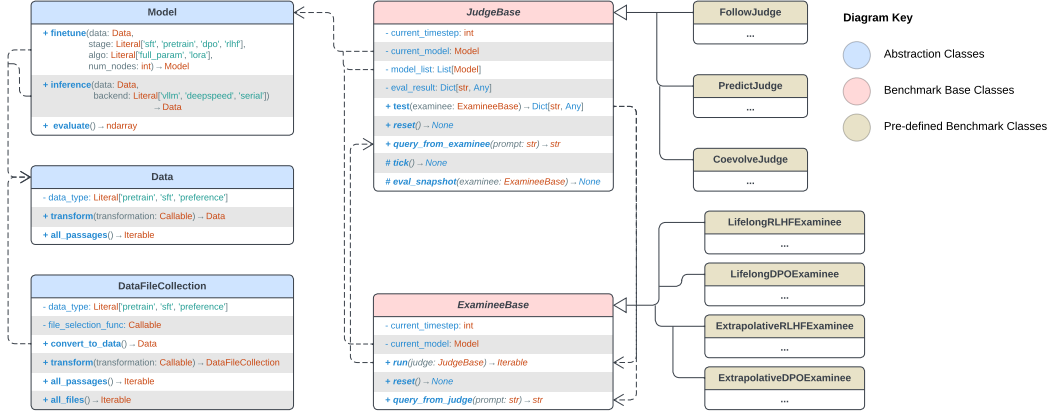 Model
+ finetune(data: Data,
stage: Literal['sft', 'pretrain', 'dpo', 'rlhf'],
algo: Literal['full_param', 'lora'],
num_nodes: int)→Model
+ inference(data: Data,
backend: Literal['vllm', 'deepspeed', 'serial'])
→Data
+ evaluate()→ndarray
Data
- data_type: Literal['pretrain', 'sft', 'preference']
+ transform(transformation: Callable)→Data
+ all_passages()→Iterable
DataFileCollection
- data_type: Literal['pretrain', 'sft', 'preference']
- file_selection_func: Callable
+ convert_to_data()→Data
+ transform(transformation: Callable)→DataFileCollection
+ all_passages()→Iterable
+ all_files()→Iterable
JudgeBase
- current_timestep: int
- current_model: Model
- model_list: List[Model]
- eval_result: Dict[str, Any]
+ test(examinee: ExamineeBase)→Dict[str, Any]
+ reset()→None
+ query_from_examinee(prompt: str)→str
# tick()→None
# eval_snapshot(examinee: ExamineeBase)→None
ExamineeBase
- current_timestep: int
- current_model: Model
+ run(judge: JudgeBase)→Iterable
+ reset()→None
+ query_from_judge(prompt: str)→str
FollowJudge
...
PredictJudge
...
CoevolveJudge
...
LifelongRLHFExaminee
...
LifelongDPOExaminee
...
ExtrapolativeRLHFExaminee
...
ExtrapolativeDPOExaminee
...
Diagram Key
Abstraction Classes
Benchmark Base Classes
Pre-defined Benchmark Classes